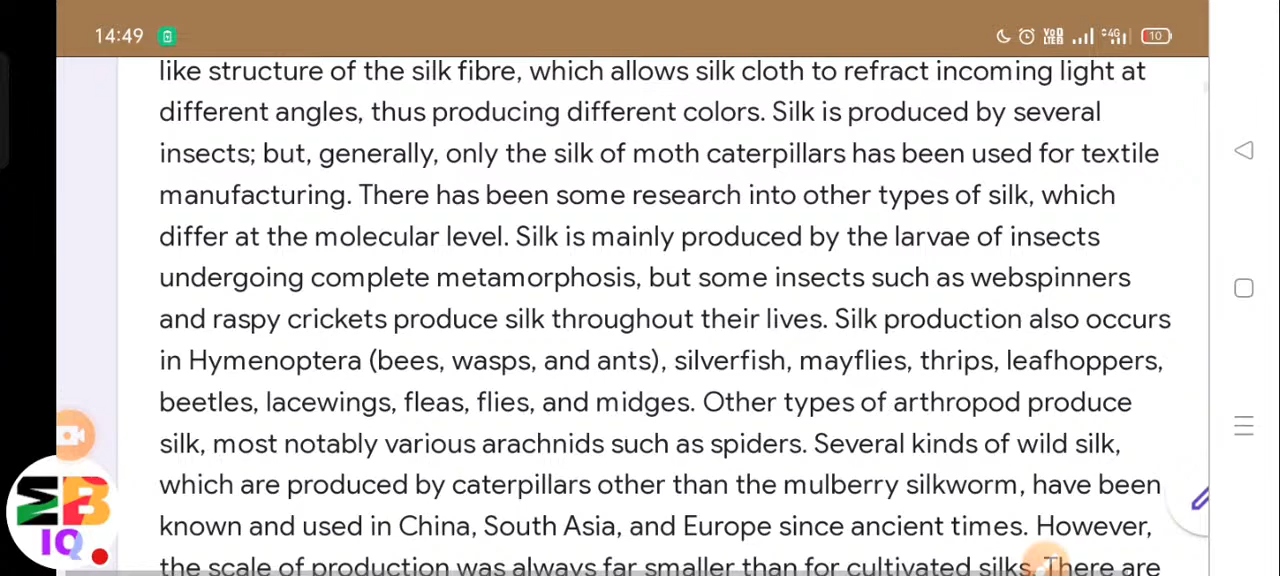 14:49 VoD LTE 4G 10
like structure of the silk fibre, which allows silk cloth to refract incoming light at
different angles, thus producing different colors. Silk is produced by several
insects; but, generally, only the silk of moth caterpillars has been used for textile
manufacturing. There has been some research into other types of silk, which
differ at the molecular level. Silk is mainly produced by the larvae of insects
undergoing complete metamorphosis, but some insects such as webspinners
and raspy crickets produce silk throughout their lives. Silk production also occurs
in Hymenoptera (bees, wasps, and ants), silverfish, mayflies, thrips, leafhoppers,
beetles, lacewings, fleas, flies, and midges. Other types of arthropod produce
silk, most notably various arachnids such as spiders. Several kinds of wild silk,
which are produced by caterpillars other than the mulberry silkworm, have been
known and used in China, South Asia, and Europe since ancient times. However,
the scale of production was always far smaller than for cultivated silks. There are
IQ